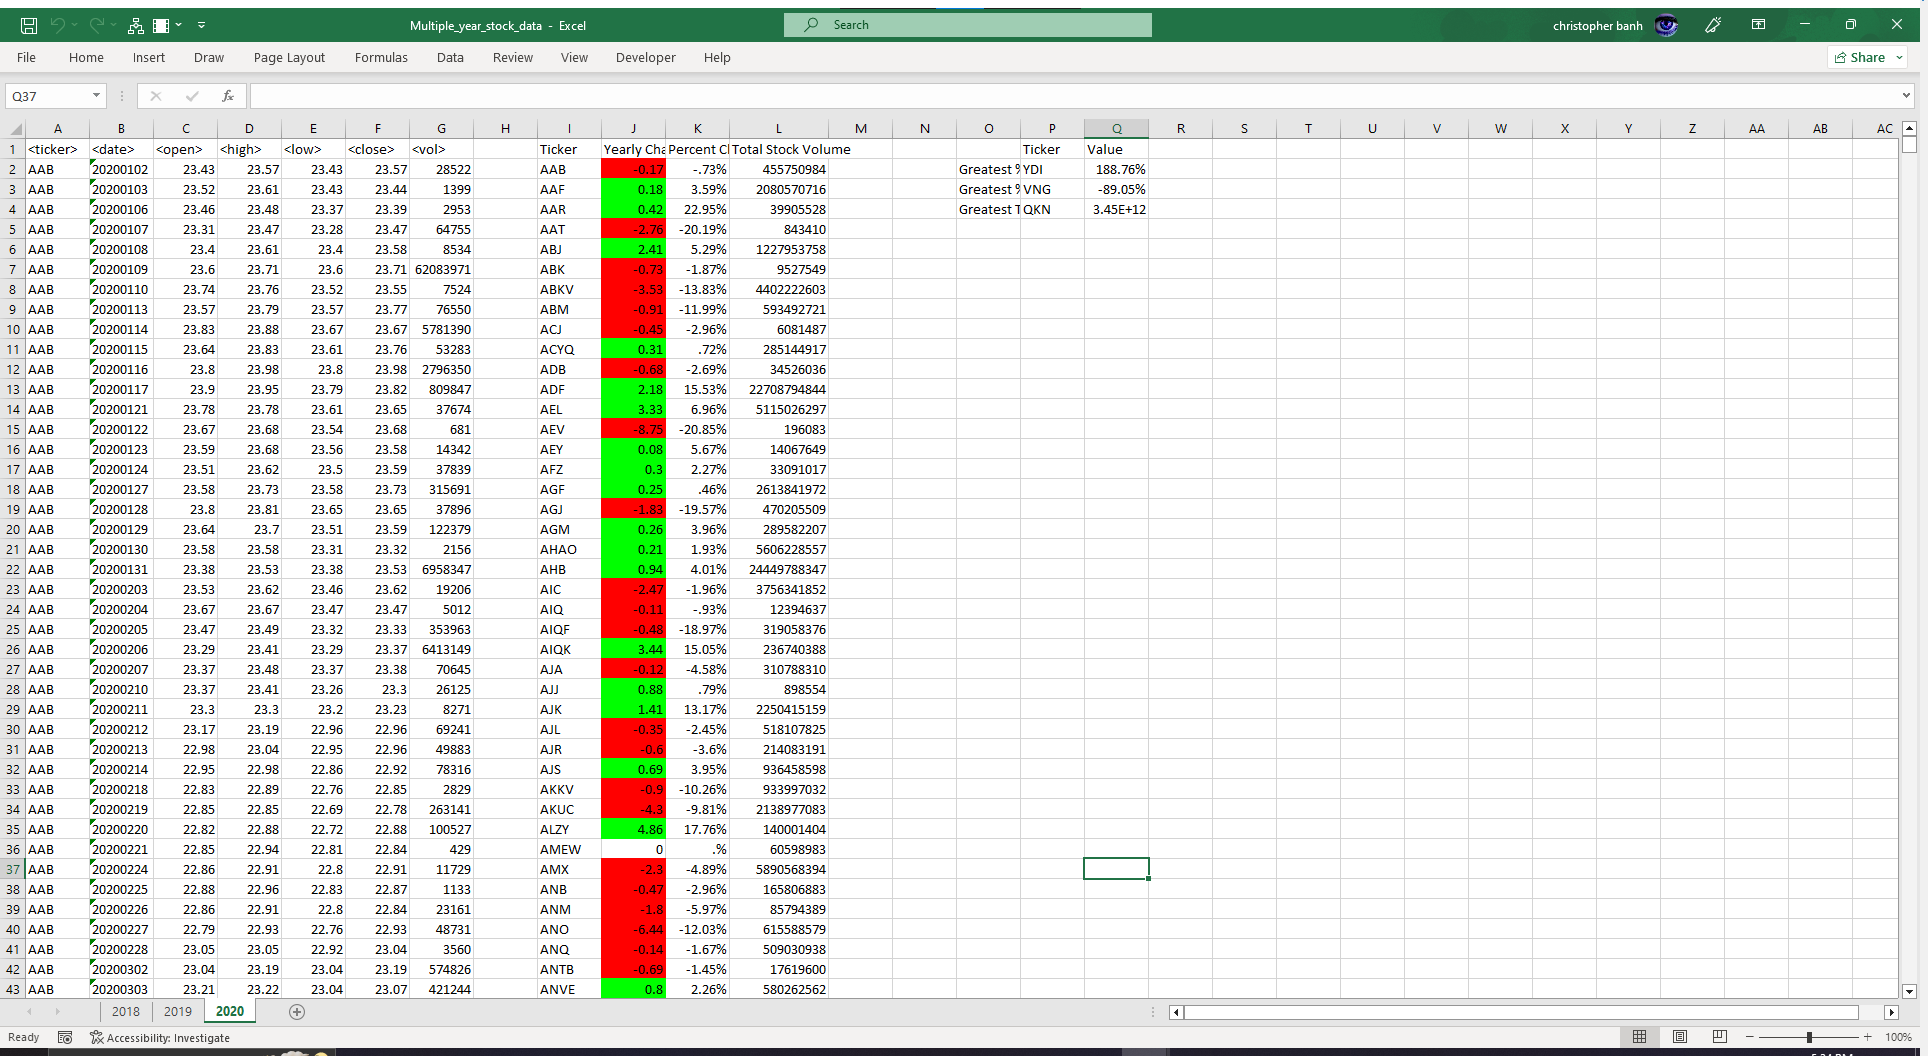 Multiple_year_stock_data - Excel
Search
christopher banh
File Home Insert Draw Page Layout Formulas Data Review View Developer Help
Share
Q37
fx
A B C D E F G H I J K L M N O P Q R S T U V W X Y Z AA AB AC
1 <ticker> <date> <open> <high> <low> <close> <vol> Ticker Yearly Cha Percent Cl Total Stock Volume Ticker Value
2 AAB 20200102 23.43 23.57 23.43 23.57 28522 AAB -0.17 -.73% 455750984 Greatest % YDI 188.76%
3 AAB 20200103 23.52 23.61 23.43 23.44 1399 AAF 0.18 3.59% 2080570716 Greatest % VNG -89.05%
4 AAB 20200106 23.46 23.48 23.37 23.39 2953 AAR 0.42 22.95% 39905528 Greatest T QKN 3.45E+12
5 AAB 20200107 23.31 23.47 23.28 23.47 64755 AAT -2.76 -20.19% 843410
6 AAB 20200108 23.4 23.61 23.4 23.58 8534 ABJ 2.41 5.29% 1227953758
7 AAB 20200109 23.6 23.71 23.6 23.71 62083971 ABK -0.73 -1.87% 9527549
8 AAB 20200110 23.74 23.76 23.52 23.55 7524 ABKV -3.53 -13.83% 4402222603
9 AAB 20200113 23.57 23.79 23.57 23.77 76550 ABM -0.91 -11.99% 593492721
10 AAB 20200114 23.83 23.88 23.67 23.67 5781390 ACJ -0.45 -2.96% 6081487
11 AAB 20200115 23.64 23.83 23.61 23.76 53283 ACYQ 0.31 .72% 285144917
12 AAB 20200116 23.8 23.98 23.8 23.98 2796350 ADB -0.68 -2.69% 34526036
13 AAB 20200117 23.9 23.95 23.79 23.82 809847 ADF 2.18 15.53% 22708794844
14 AAB 20200121 23.78 23.78 23.61 23.65 37674 AEL 3.33 6.96% 5115026297
15 AAB 20200122 23.67 23.68 23.54 23.68 681 AEV -8.75 -20.85% 196083
16 AAB 20200123 23.59 23.68 23.56 23.58 14342 AEY 0.08 5.67% 14067649
17 AAB 20200124 23.51 23.62 23.5 23.59 37839 AFZ 0.3 2.27% 33091017
18 AAB 20200127 23.58 23.73 23.58 23.73 315691 AGF 0.25 .46% 2613841972
19 AAB 20200128 23.8 23.81 23.65 23.65 37896 AGJ -1.83 -19.57% 470205509
20 AAB 20200129 23.64 23.7 23.51 23.59 122379 AGM 0.26 3.96% 289582207
21 AAB 20200130 23.58 23.58 23.31 23.32 2156 AHAO 0.21 1.93% 5606228557
22 AAB 20200131 23.38 23.53 23.38 23.53 6958347 AHB 0.94 4.01% 24449788347
23 AAB 20200203 23.53 23.62 23.46 23.62 19206 AIC -2.47 -1.96% 3756341852
24 AAB 20200204 23.67 23.67 23.47 23.47 5012 AIQ -0.11 -.93% 12394637
25 AAB 20200205 23.47 23.49 23.32 23.33 353963 AIQF -0.48 -18.97% 319058376
26 AAB 20200206 23.29 23.41 23.29 23.37 6413149 AIQK 3.44 15.05% 236740388
27 AAB 20200207 23.37 23.48 23.37 23.38 70645 AJA -0.12 -4.58% 310788310
28 AAB 20200210 23.37 23.41 23.26 23.3 26125 AJJ 0.88 .79% 898554
29 AAB 20200211 23.3 23.3 23.2 23.23 8271 AJK 1.41 13.17% 2250415159
30 AAB 20200212 23.17 23.19 22.96 22.96 69241 AJL -0.35 -2.45% 518107825
31 AAB 20200213 22.98 23.04 22.95 22.96 49883 AJR -0.6 -3.6% 214083191
32 AAB 20200214 22.95 22.98 22.86 22.92 78316 AJS 0.69 3.95% 936458598
33 AAB 20200218 22.83 22.89 22.76 22.85 2829 AKKV -0.9 -10.26% 933997032
34 AAB 20200219 22.85 22.85 22.69 22.78 263141 AKUC -4.3 -9.81% 2138977083
35 AAB 20200220 22.82 22.88 22.72 22.88 100527 ALZY 4.86 17.76% 140001404
36 AAB 20200221 22.85 22.94 22.81 22.84 429 AMEW 0 .% 60598983
37 AAB 20200224 22.86 22.91 22.8 22.91 11729 AMX -2.3 -4.89% 5890568394
38 AAB 20200225 22.88 22.96 22.83 22.87 1133 ANB -0.47 -2.96% 165806883
39 AAB 20200226 22.86 22.91 22.8 22.84 23161 ANM -1.8 -5.97% 85794389
40 AAB 20200227 22.79 22.93 22.76 22.93 48731 ANO -6.44 -12.03% 615588579
41 AAB 20200228 23.05 23.05 22.92 23.04 3560 ANQ -0.14 -1.67% 509030938
42 AAB 20200302 23.04 23.19 23.04 23.19 574826 ANTB -0.69 -1.45% 17619600
43 AAB 20200303 23.21 23.22 23.04 23.07 421244 ANVE 0.8 2.26% 580262562
2018 2019 2020
Ready Accessibility: Investigate 100%